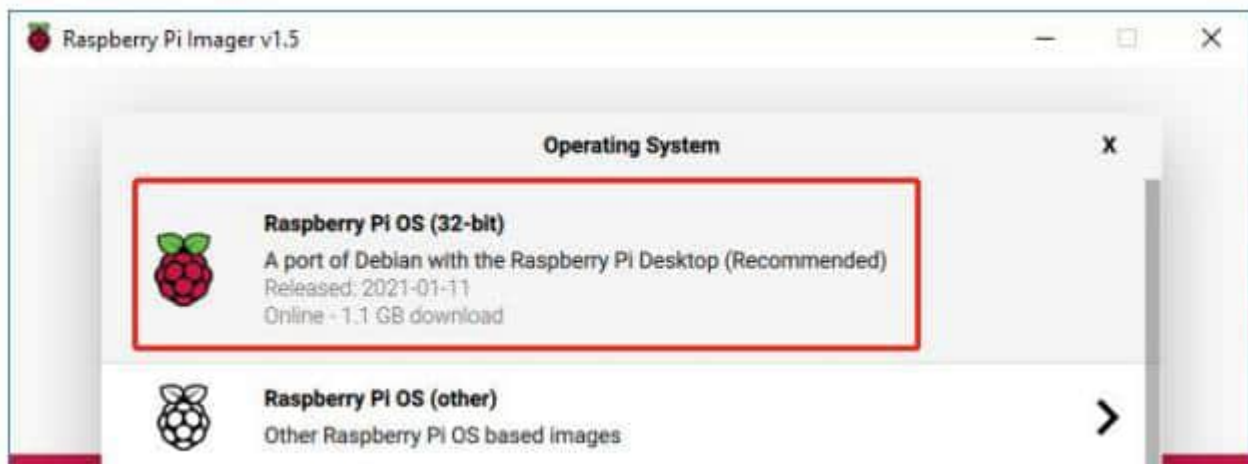 Raspberry Pi Imager v1.5
Operating System
X
Raspberry Pi OS (32-bit)
A port of Debian with the Raspberry Pi Desktop (Recommended)
Released: 2021-01-11
Online - 1.1 GB download
Raspberry Pi OS (other)
Other Raspberry Pi OS based images